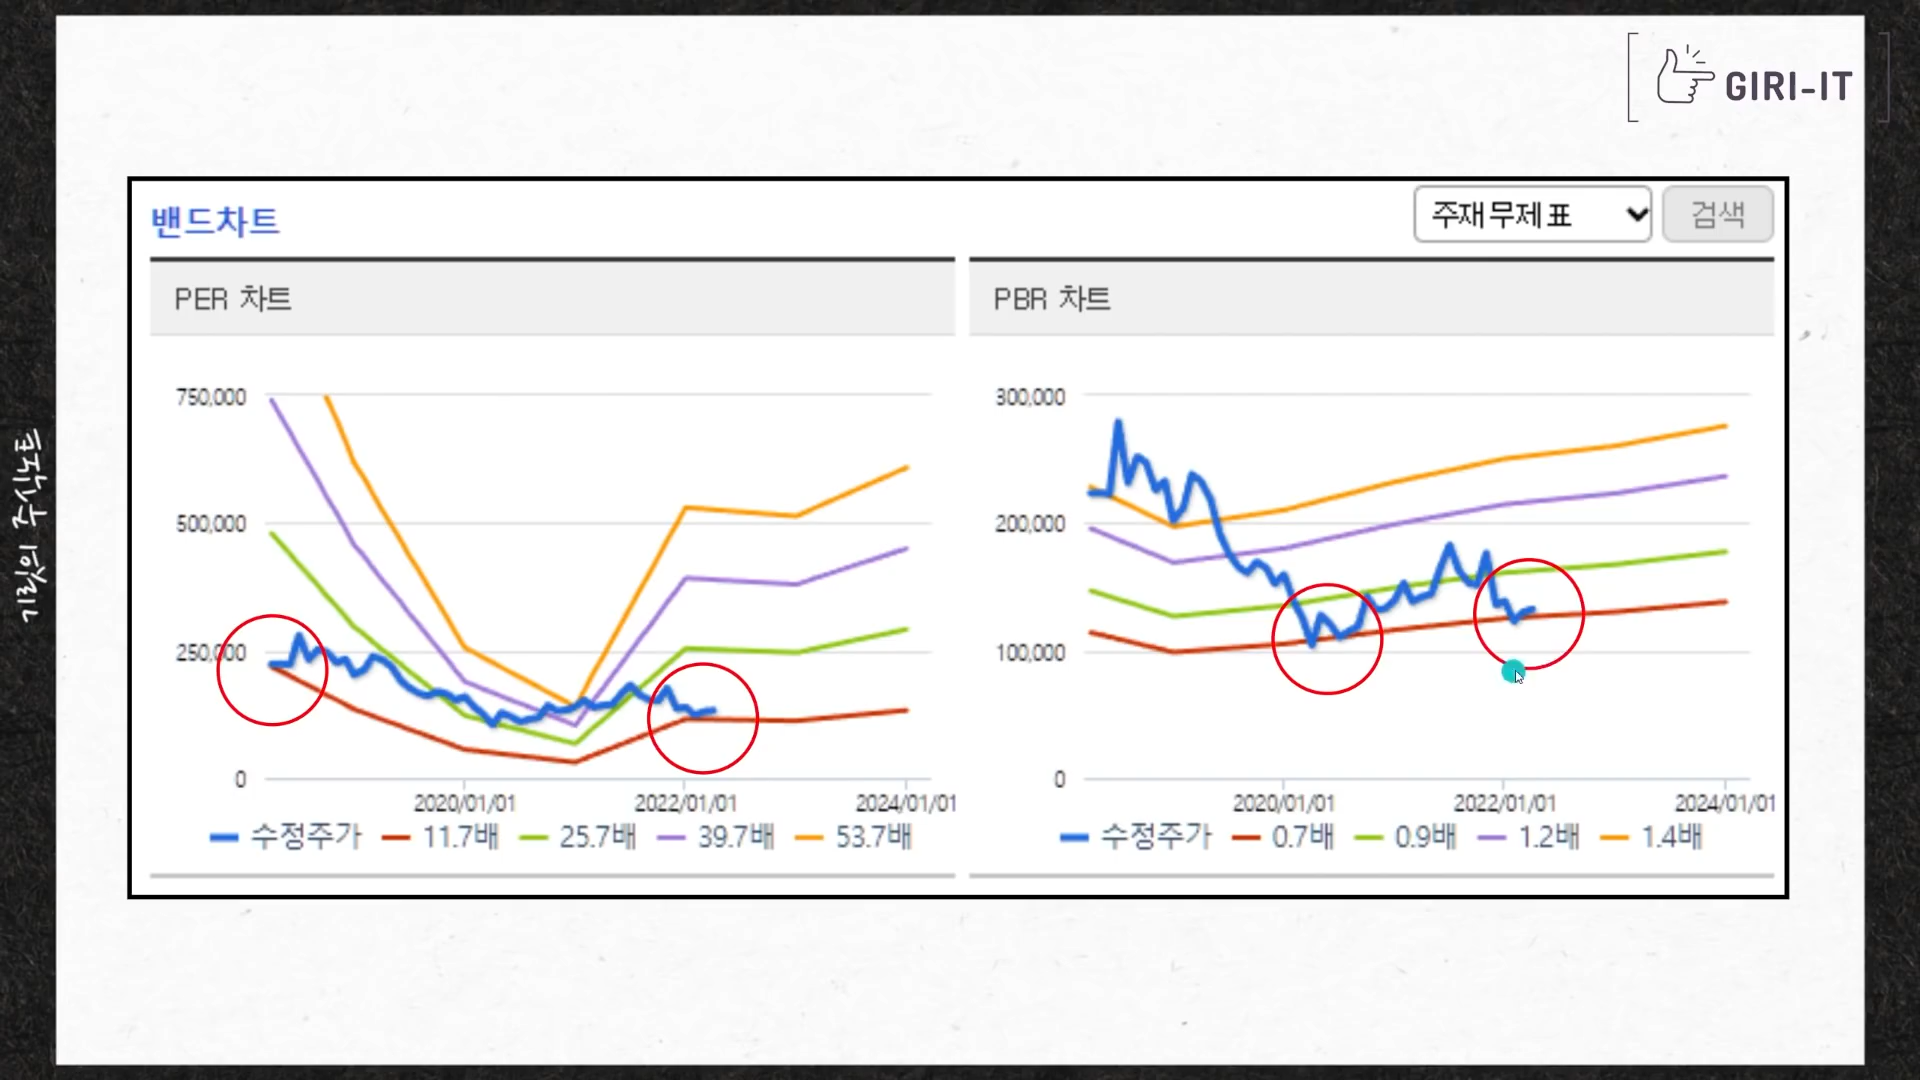 GIRI-IT
기릿의 주식노트
밴드차트
주재무제표
검색
PER 차트
750,000
500,000
250,000
0
2020/01/01 2022/01/01 2024/01/01
수정주가 11.7배 25.7배 39.7배 53.7배
PBR 차트
300,000
200,000
100,000
0
2020/01/01 2022/01/01 2024/01/01
수정주가 0.7배 0.9배 1.2배 1.4배